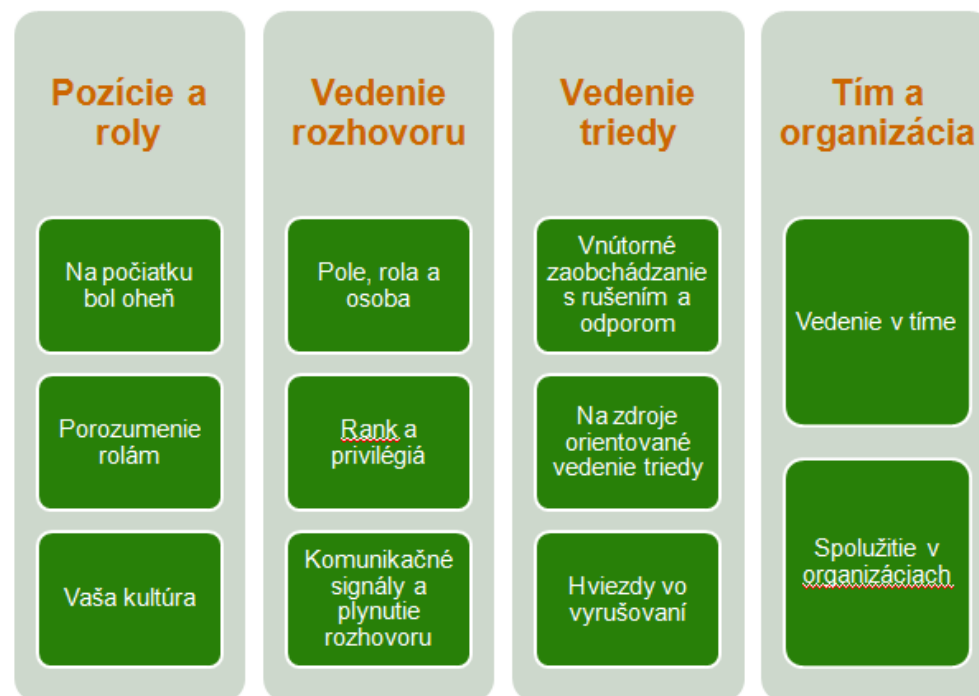 Pozície a
roly
Na počiatku
bol oheň
Porozumenie
rolám
Vaša kultúra
Vedenie
rozhovoru
Pole, rola a
osoba
Rank a
privilégiá
Komunikačné
signály a
plynutie
rozhovoru
Vedenie
triedy
Vnútorné
zaobchádzanie
s rušením a
odporom
Na zdroje
orientované
vedenie triedy
Hviezdy vo
vyrušovaní
Tím a
organizácia
Vedenie v tíme
Spolužitie v
organizáciach